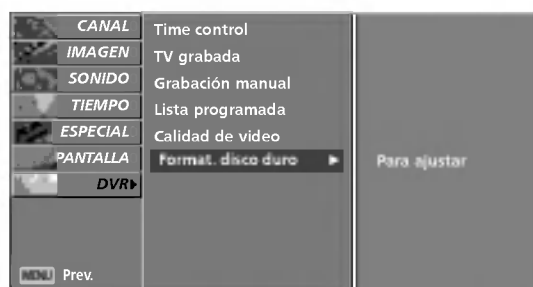 CANAL
IMAGEN
SONIDO
TIEMPO
ESPECIAL
PANTALLA
DVR
MENU Prev.
Time control
TV grabada
Grabación manual
Lista programada
Calidad de video
Format. disco duro
Para ajustar